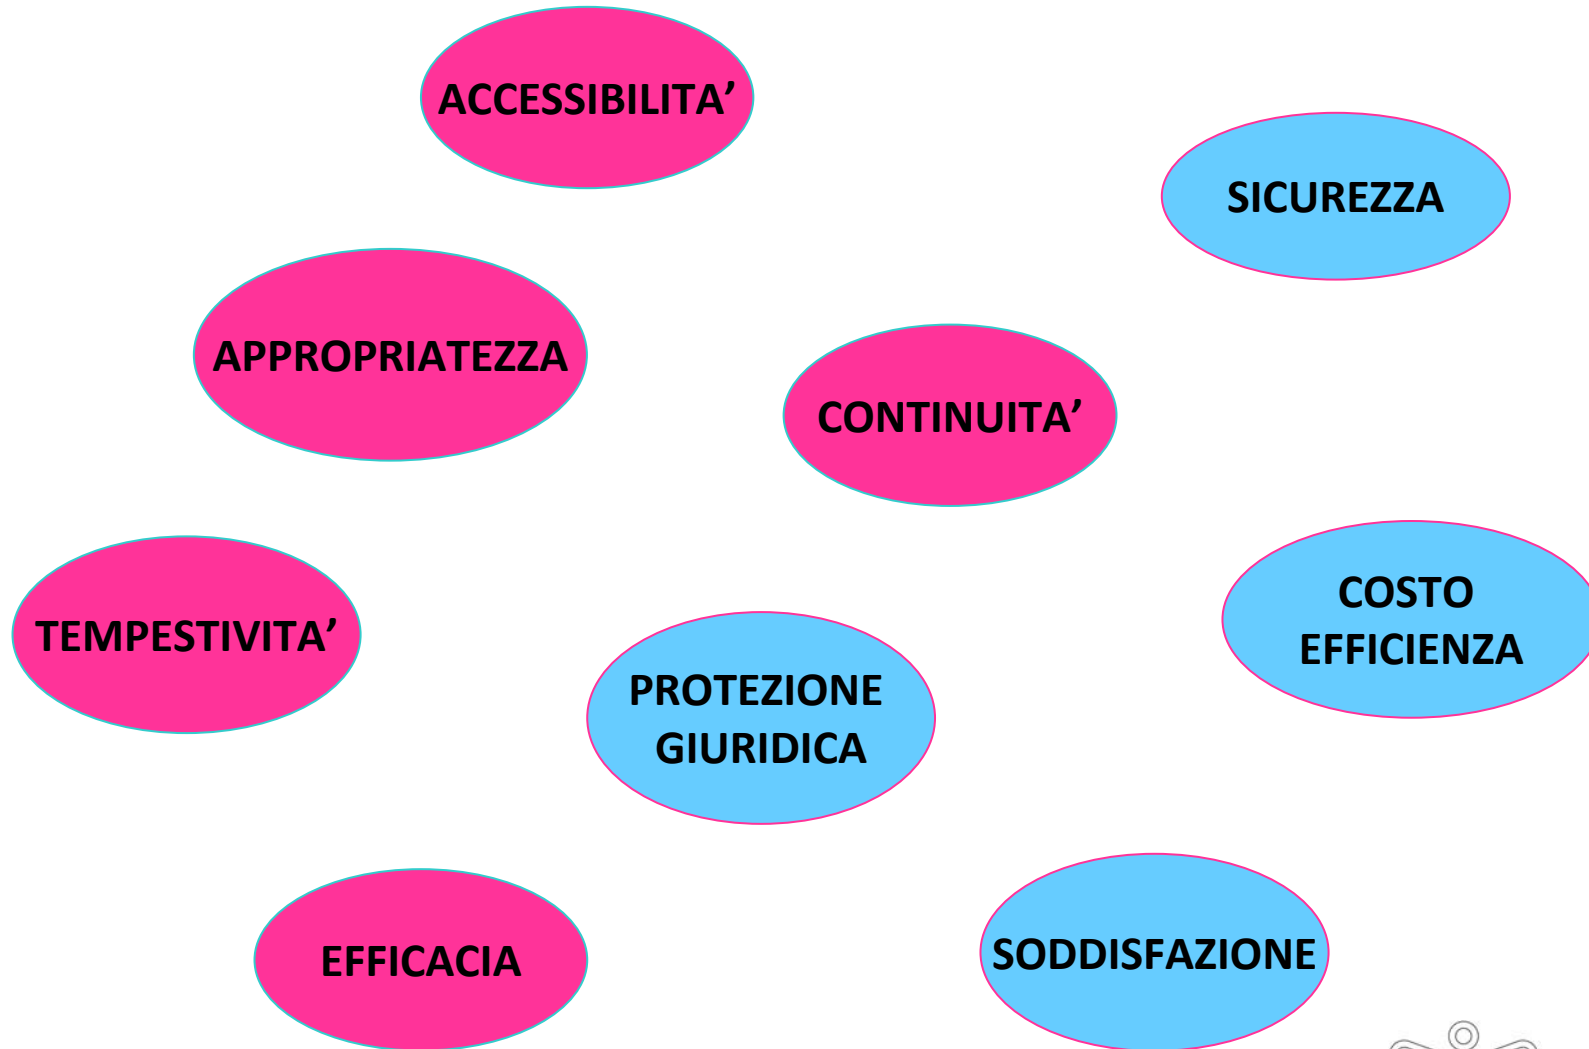 ACCESSIBILITA’
SICUREZZA
APPROPRIATEZZA
CONTINUITA’
COSTO
EFFICIENZA
TEMPESTIVITA’
PROTEZIONE
GIURIDICA
EFFICACIA
SODDISFAZIONE